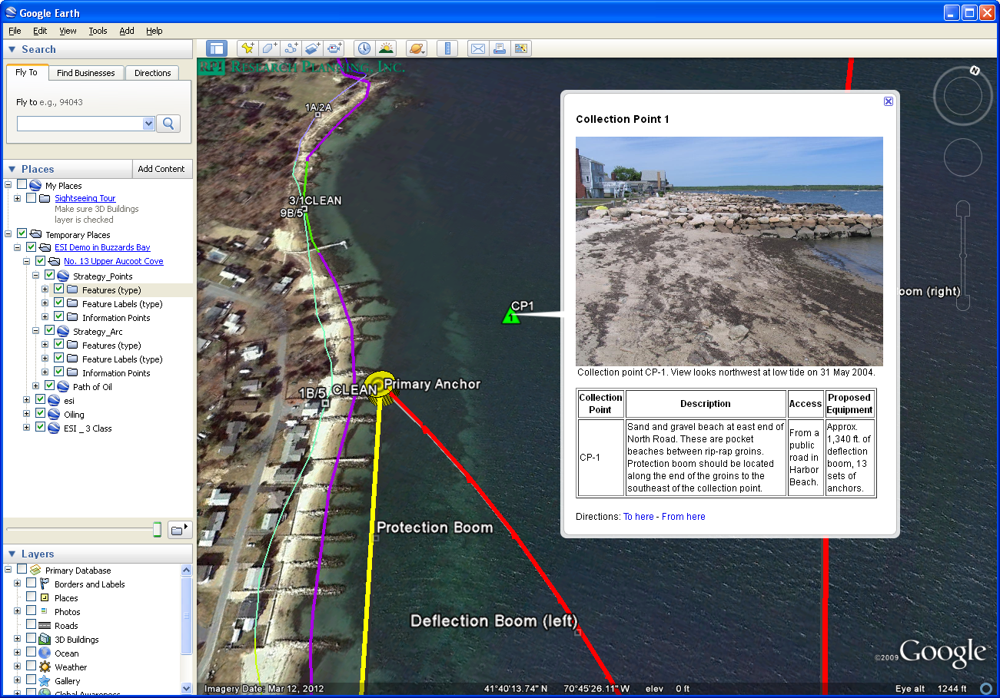 Google Earth
File Edit View Tools Add Help
Search
Fly To Find Businesses Directions
Fly to e.g., 94043
Places Add Content
My Places
Sightseeing Tour
Make sure 3D Buildings
layer is checked
Temporary Places
ESI Demo in Buzzards Bay
No. 13 Upper Aucoot Cove
Strategy_Points
Features (type)
Feature Labels (type)
Information Points
Strategy_Arc
Features (type)
Feature Labels (type)
Information Points
Path of Oil
esi
Oiling
ESI _ 3 Class
Layers
Primary Database
Borders and Labels
Places
Photos
Roads
3D Buildings
Ocean
Weather
Gallery
Global Awareness
RPI Research Planning, Inc.
N
1A/2A
3/1CLEAN
9B/5
CP1
1
oom (right)
Primary Anchor
1B/5 CLEAN
Protection Boom
Deflection Boom (left)
Collection Point 1
Collection point CP-1. View looks northwest at low tide on 31 May 2004.
Collection
Point
Description
Access
Proposed
Equipment
CP-1
Sand and gravel beach at east end of
North Road. These are pocket
beaches between rip-rap groins.
Protection boom should be located
along the end of the groins to the
southeast of the collection point.
From a
public
road in
Harbor
Beach.
Approx.
1,340 ft. of
deflection
boom, 13
sets of
anchors.
Directions: To here - From here
©2009 Google
Imagery Date: Mar 12, 2012 41°40'13.74" N 70°45'26.11" W elev 0 ft Eye alt 1244 ft